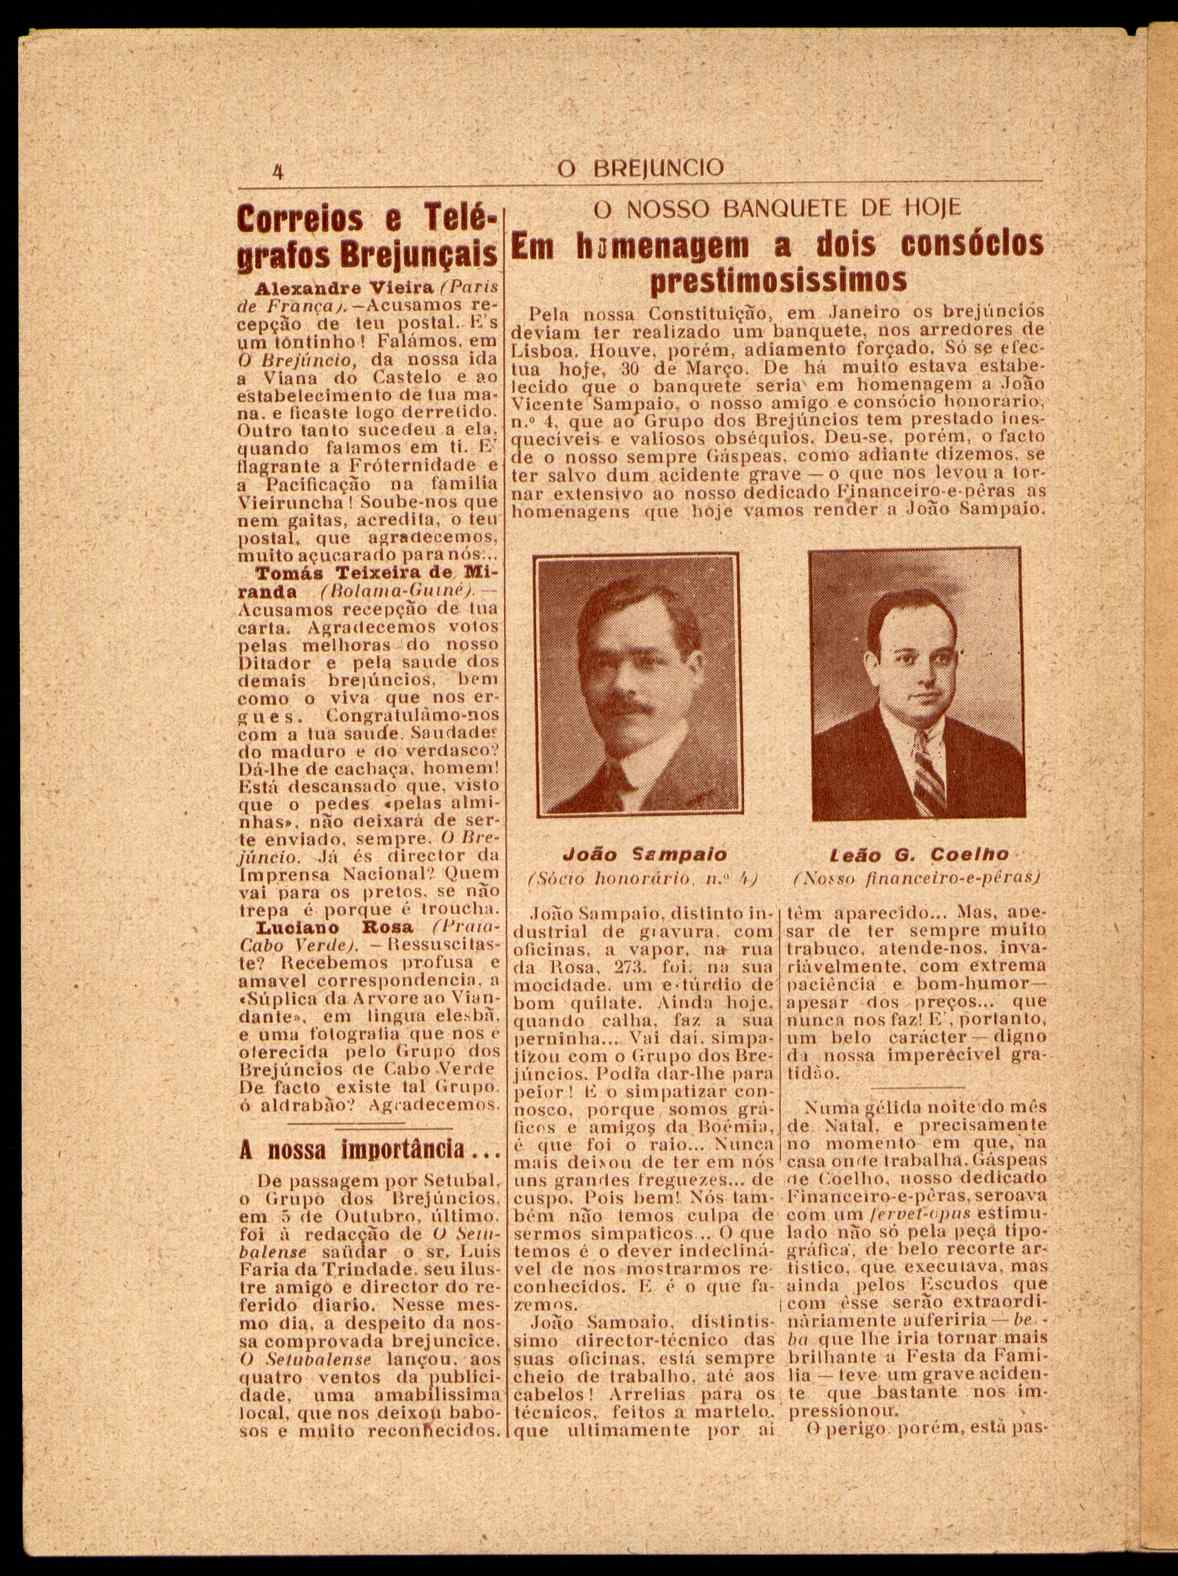 4
O BREJUNCIO
Correios e Telé-
grafos Brejunçais
Alexandre Vieira (Paris
de França).—Acusamos re-
cepção de teu postal. E's
um tontinho! Falámos, em
O Brejúncio, da nossa ida
a Viana do Castelo e ao
estabelecimento de tua ma-
na, e ficaste logo derretido.
Outro tanto sucedeu a ela,
quando falamos em ti. E'
flagrante a Fróternidade e
a Pacificação na familia
Vieiruncha! Soube-nos que
nem gaitas, acredita, o teu
postal, que agradecemos,
muito açucarado para nós...
Tomás Teixeira de Mi-
randa (Bolama-Guiné).—
Acusamos recepção de tua
carta. Agradecemos votos
pelas melhoras do nosso
Ditador e pela saude dos
demais brejúncios, bem
como o viva que nos er-
gues. Congratulâmo-nos
com a tua saude. Saudades
do maduro e do verdasco?
Dá-lhe de cachaça, homem!
Está descansado que, visto
que o pedes «pelas almi-
nhas», não deixará de ser-
te enviado, sempre, O Bre-
júncio. Já és director da
Imprensa Nacional? Quem
vai para os pretos, se não
trepa é porque é troucha.
Luciano Rosa (Praia-
Cabo Verde). — Ressuscitas-
te? Recebemos profusa e
amavel correspondencia, a
«Súplica da Arvore ao Vian-
dante», em lingua elesbã,
e uma fotografia que nos é
oferecida pelo Grupo dos
Brejúncios de Cabo Verde
De facto existe tal Grupo,
ó aldrabão? Agradecemos.
A nossa importância...
De passagem por Setubal,
o Grupo dos Brejúncios,
em 5 de Outubro, último,
foi à redacção de O Setu-
balense saüdar o sr. Luis
Faria da Trindade, seu ilus-
tre amigo e director do re-
ferido diario. Nesse mes-
mo dia, a despeito da nos-
sa comprovada brejuncice,
O Setubalense lançou, aos
quatro ventos da publici-
dade, uma amabilissima
local, que nos deixou babo-
sos e muito reconhecidos.
O NOSSO BANQUETE DE HOJE
Em homenagem a dois consócios
prestimosissimos
Pela nossa Constituição, em Janeiro os brejúncios
deviam ter realizado um banquete, nos arredores de
Lisboa. Houve, porém, adiamento forçado. Só se efec-
tua hoje, 30 de Março. De há muito estava estabe-
lecido que o banquete seria em homenagem a João
Vicente Sampaio, o nosso amigo e consócio honorário,
n.º 4, que ao Grupo dos Brejúncios tem prestado ines-
queciveis e valiosos obséquios. Deu-se, porém, o facto
de o nosso sempre Gáspeas, como adiante dizemos, se
ter salvo dum acidente grave — o que nos levou a tor-
nar extensivo ao nosso dedicado Financeiro-e-pêras as
homenagens que hoje vamos render a João Sampaio.
João Sampaio
(Sócio honorário, n.º 4)
Leão G. Coelho
(Nosso financeiro-e-pêras)
João Sampaio, distinto in-
dustrial de gravura, com
oficinas, a vapor, na rua
da Rosa, 273, foi, na sua
mocidade, um estúrdio de
bom quilate. Ainda hoje,
quando calha, faz a sua
perninha... Vai daí, simpa-
tizou com o Grupo dos Bre-
júncios. Podia dar-lhe para
peior! E o simpatizar con-
nosco, porque somos grá-
ficos e amigos da Boémia,
é que foi o raio... Nunca
mais deixou de ter em nós
uns grandes freguezes... de
cuspo. Pois bem! Nós tam-
bém não temos culpa de
sermos simpaticos... O que
temos é o dever indecliná-
vel de nos mostrarmos re-
conhecidos. E é o que fa-
zemos.
João Sampaio, distintis-
simo director-técnico das
suas oficinas, está sempre
cheio de trabalho, até aos
cabelos! Arrelias para os
técnicos, feitos a martelo,
que ultimamente por aí
têm aparecido... Mas, ape-
sar de ter sempre muito
trabuco, atende-nos, inva-
riávelmente, com extrema
paciência e bom-humor—
apesar dos preços... que
nunca nos faz! E', portanto,
um belo carácter — digno
da nossa imperécivel gra-
tidão.
Numa gélida noite do mês
de Natal, e precisamente
no momento em que, na
casa onde trabalha, Gáspeas
de Coelho, nosso dedicado
Financeiro-e-pêras, seroava
com um fervet-opus estimu-
lado não só pela peça tipo-
gráfica, de belo recorte ar-
tistico, que executava, mas
ainda pelos Escudos que
com êsse serão extraordi-
náriamente auferiria — be-
ba que lhe iria tornar mais
brilhante a Festa da Fami-
lia — teve um grave aciden-
te que bastante nos im-
pressionou.
O perigo, porém, está pas-